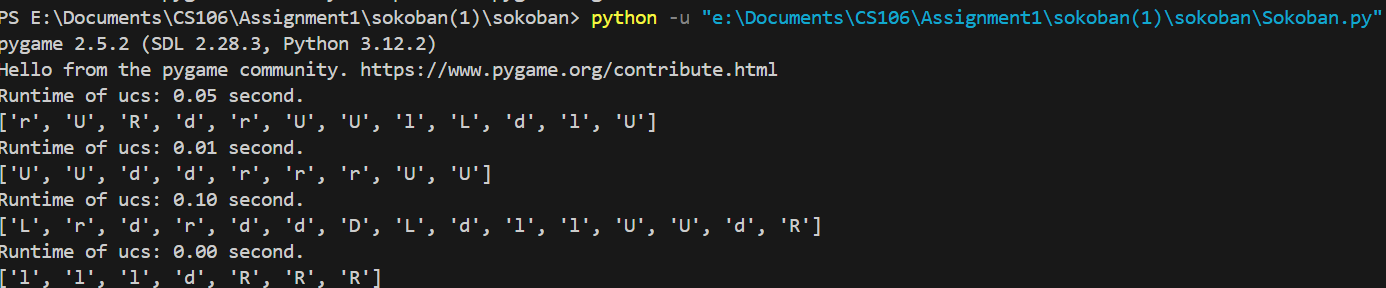 PS E:\Documents\CS106\Assignment1\sokoban(1)\sokoban> python -u "e:\Documents\CS106\Assignment1\sokoban(1)\sokoban\Sokoban.py"
pygame 2.5.2 (SDL 2.28.3, Python 3.12.2)
Hello from the pygame community. https://www.pygame.org/contribute.html
Runtime of ucs: 0.05 second.
['r', 'U', 'R', 'd', 'r', 'U', 'U', 'l', 'L', 'd', 'l', 'U']
Runtime of ucs: 0.01 second.
['U', 'U', 'd', 'd', 'r', 'r', 'r', 'U', 'U']
Runtime of ucs: 0.10 second.
['L', 'r', 'd', 'r', 'd', 'd', 'D', 'L', 'd', 'l', 'l', 'U', 'U', 'd', 'R']
Runtime of ucs: 0.00 second.
['l', 'l', 'l', 'd', 'R', 'R', 'R']